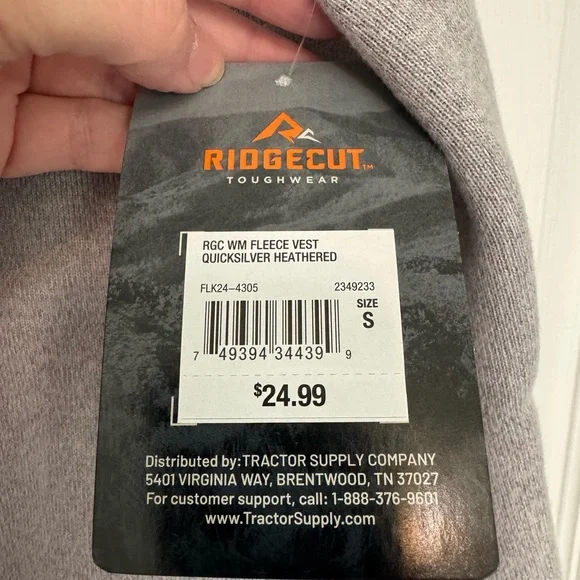 RIDGECUT™
TOUGHWEAR
RGC WM FLEECE VEST
QUICKSILVER HEATHERED
FLK24-4305 2349233
SIZE
S
7 49394 34439 9
$24.99
Distributed by: TRACTOR SUPPLY COMPANY
5401 VIRGINIA WAY, BRENTWOOD, TN 37027
For customer support, call: 1-888-376-9601
www.TractorSupply.com